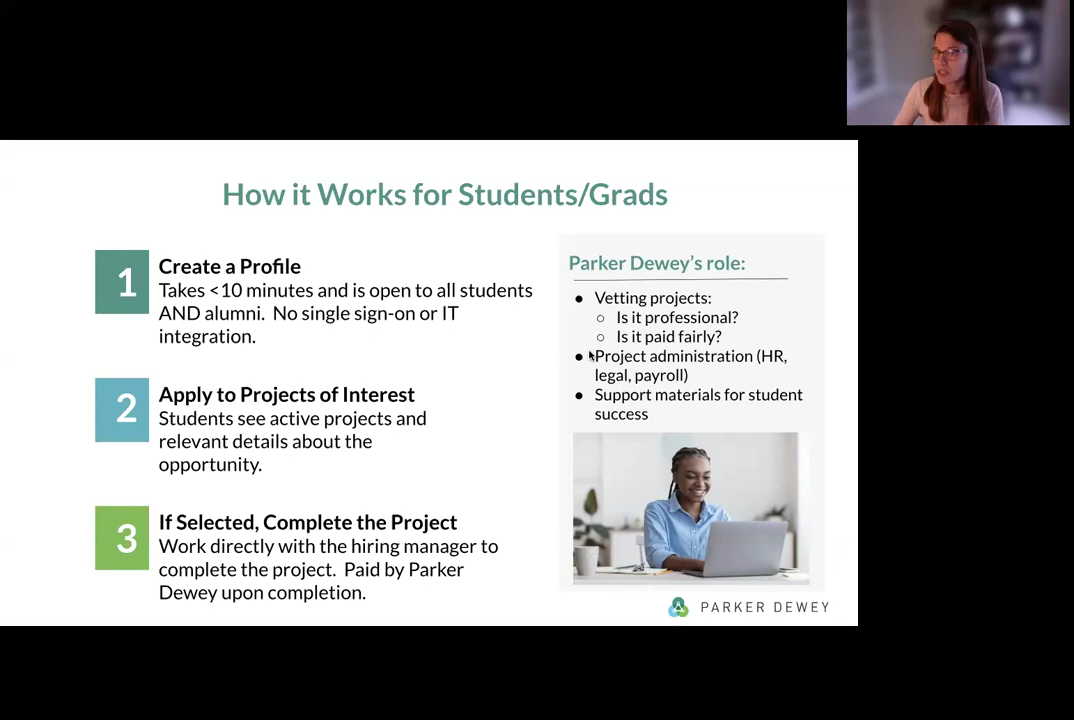 How it Works for Students/Grads
1
Create a Profile
Takes <10 minutes and is open to all students
AND alumni. No single sign-on or IT
integration.
2
Apply to Projects of Interest
Students see active projects and
relevant details about the
opportunity.
3
If Selected, Complete the Project
Work directly with the hiring manager to
complete the project. Paid by Parker
Dewey upon completion.
Parker Dewey's role:
● Vetting projects:
○ Is it professional?
○ Is it paid fairly?
● Project administration (HR,
legal, payroll)
● Support materials for student
success
PARKER DEWEY